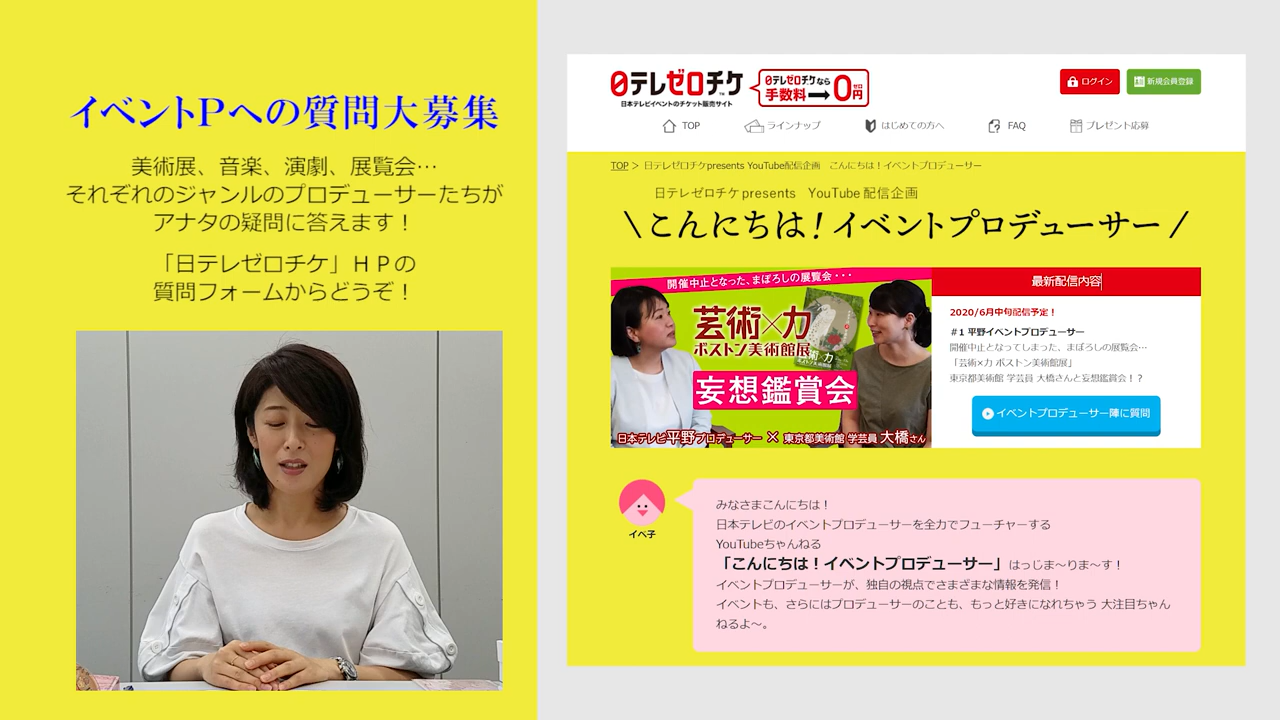 イベントPへの質問大募集
美術展、音楽、演劇、展覧会…
それぞれのジャンルのプロデューサーたちが
アナタの疑問に答えます！
「日テレゼロチケ」ＨＰの
質問フォームからどうぞ！
日テレゼロチケ™
日本テレビイベントのチケット販売サイト
日テレゼロチケなら
手数料→0円
ゼロ
ログイン
新規会員登録
TOP
ラインナップ
はじめての方へ
FAQ
プレゼント応募
TOP > 日テレゼロチケpresents YouTube配信企画　こんにちは！イベントプロデューサー
日テレゼロチケpresents　YouTube配信企画
\こんにちは！イベントプロデューサー/
開催中止となった、まぼろしの展覧会・・・
芸術×力
ボストン美術館展
芸術×力
妄想鑑賞会
日本テレビ平野プロデューサー × 東京都美術館 学芸員 大橋さん
最新配信内容
2020/6月中旬配信予定！
＃1 平野イベントプロデューサー
開催中止となってしまった、まぼろしの展覧会…
「芸術×力 ボストン美術館展」
東京都美術館 学芸員 大橋さんと妄想鑑賞会！？
イベントプロデューサー陣に質問
イベ子
みなさまこんにちは！
日本テレビのイベントプロデューサーを全力でフューチャーする
YouTubeちゃんねる
「こんにちは！イベントプロデューサー」はっじま〜りま〜す！
イベントプロデューサーが、独自の視点でさまざまな情報を発信！
イベントも、さらにはプロデューサーのことも、もっと好きになれちゃう 大注目ちゃん
ねるよ〜。